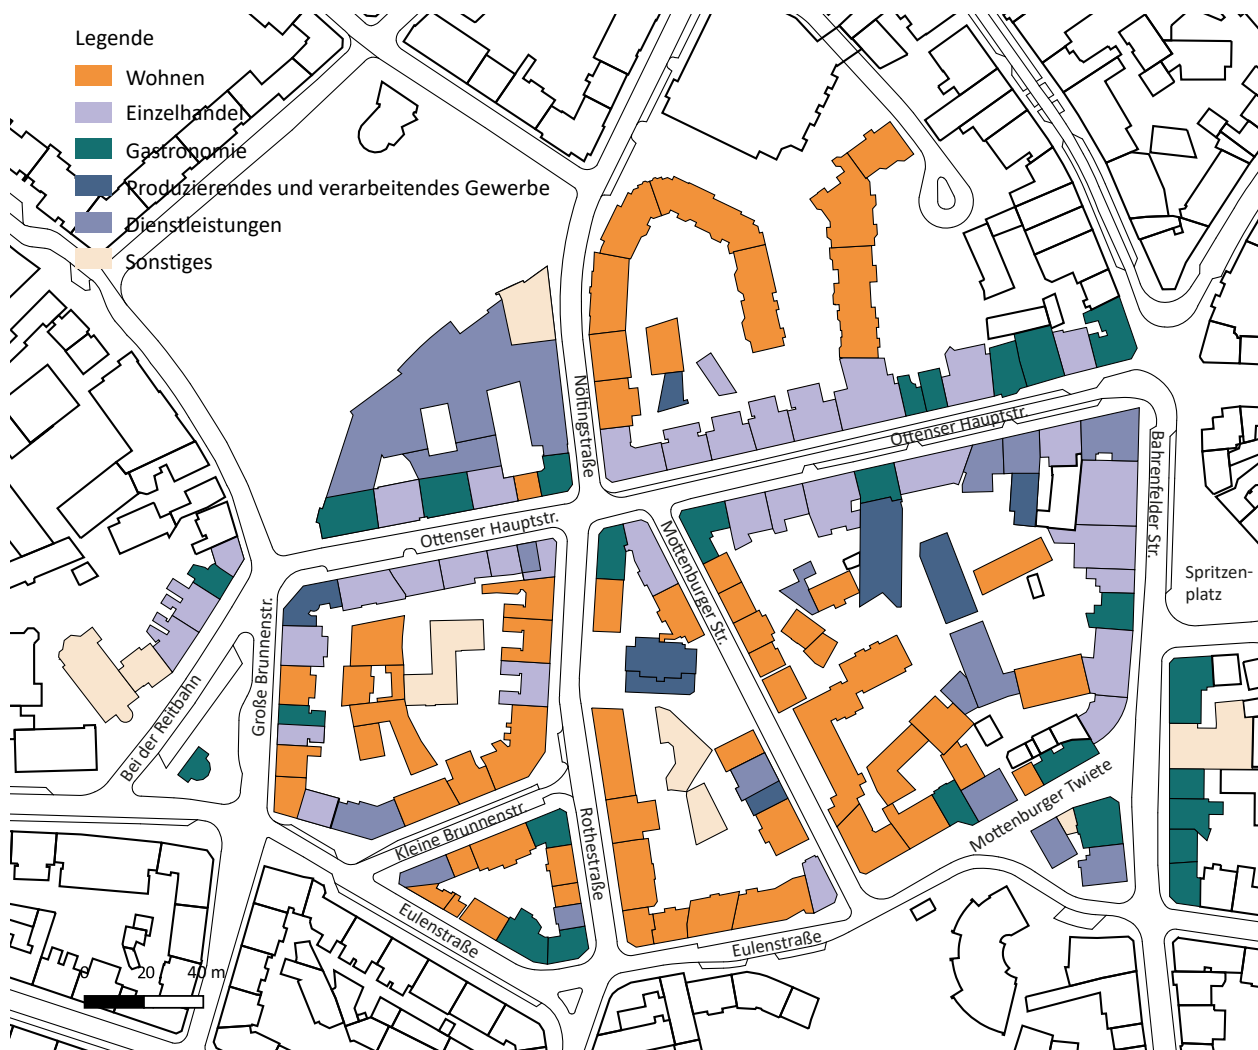 Legende
Wohnen
Einzelhandel
Gastronomie
Produzierendes und verarbeitendes Gewerbe
Dienstleistungen
Sonstiges
Nöltingstraße
Ottenser Hauptstr.
Bahrenfelder Str.
Ottenser Hauptstr.
Mottenburger Str.
Spritzen-
platz
Große Brunnenstr.
Bei der Reitbahn
Kleine Brunnenstr.
Rothestraße
Mottenburger Twiete
Eulenstraße
Eulenstraße
0 20 40 m